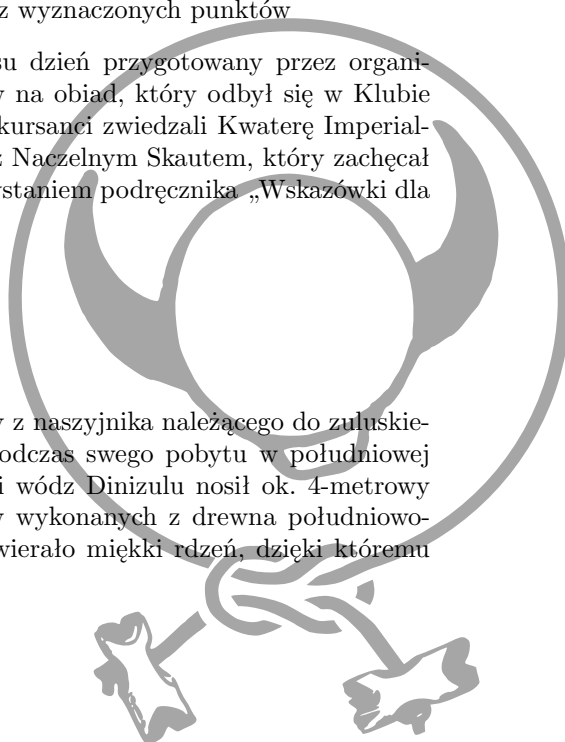 z wyznaczonych punktów
su dzień przygotowany przez organi-
na obiad, który odbył się w Klubie
kursanci zwiedzali Kwaterę Imperial-
z Naczelnym Skautem, który zachęcał
ystaniem podręcznika „Wskazówki dla
z naszyjnika należącego do zuluskie-
odczas swego pobytu w południowej
i wódz Dinizulu nosił ok. 4-metrowy
wykonanych z drewna południowo-
wierało miękki rdzeń, dzięki któremu